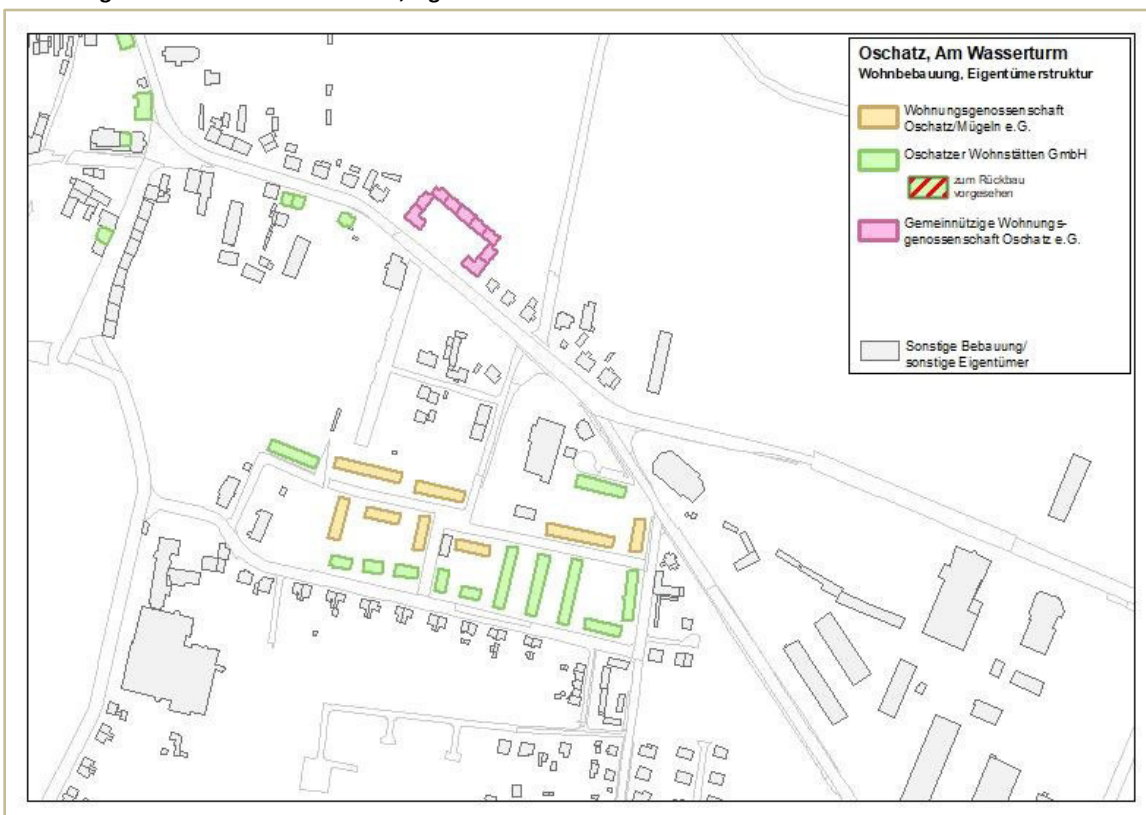 Oschatz, Am Wasserturm
Wohnbebauung, Eigentümerstruktur
Wohnungsgenossenschaft
Oschatz/Mügeln e.G.
Oschatzer Wohnstätten GmbH
zum Rückbau
vorgesehen
Gemeinnützige Wohnungs-
genossenschaft Oschatz e.G.
Sonstige Bebauung/
sonstige Eigentümer